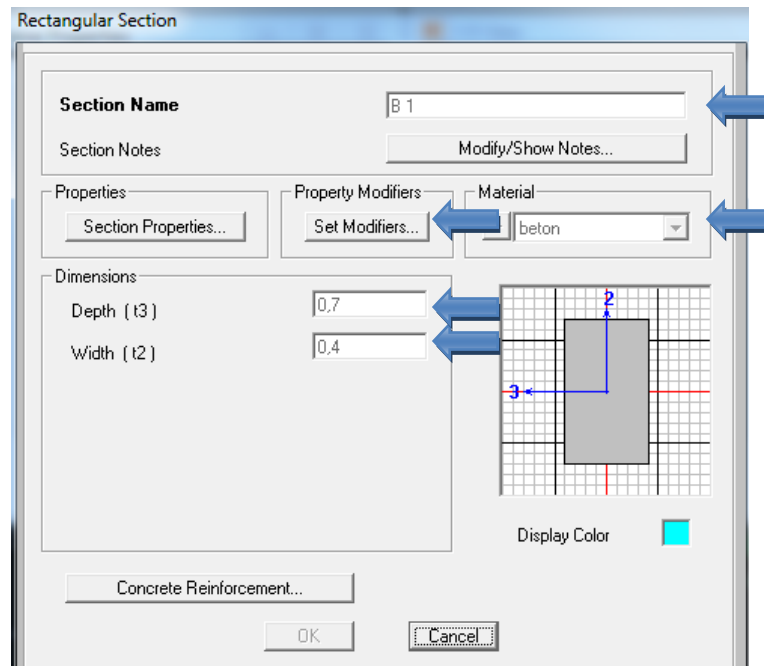 Rectangular Section
Section Name B 1
Section Notes Modify/Show Notes...
Properties Property Modifiers Material
Section Properties... Set Modifiers... + beton
Dimensions
Depth ( t3 ) 0,7
Width ( t2 ) 0,4
2
3
Display Color
Concrete Reinforcement...
OK Cancel